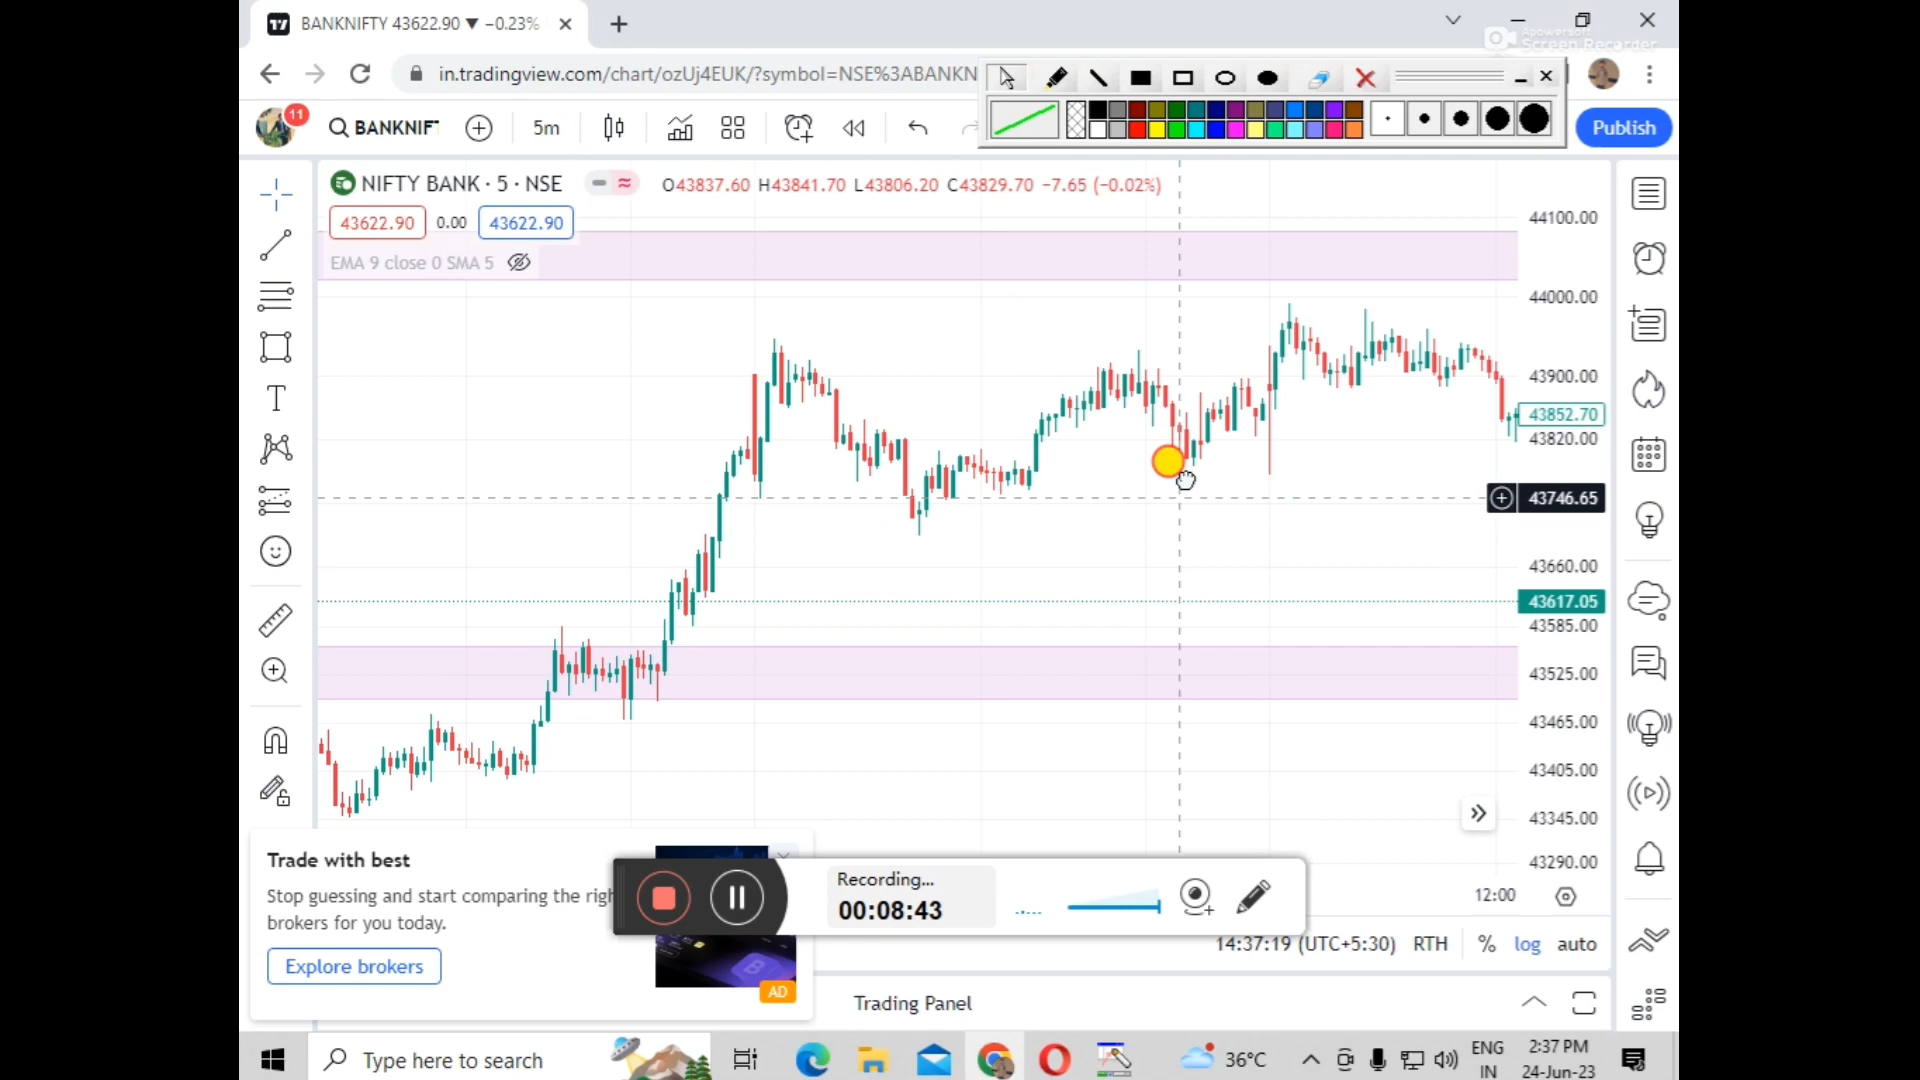 BANKNIFTY 43622.90 ▼ −0.23%
Apowersoft
Screen Recorder
in.tradingview.com/chart/ozUj4EUK/?symbol=NSE%3ABANKN
11
BANKNIFT
5m
Publish
NIFTY BANK · 5 · NSE
O43837.60 H43841.70 L43806.20 C43829.70 −7.65 (−0.02%)
43622.90 0.00 43622.90
EMA 9 close 0 SMA 5
44100.00
44000.00
43900.00
43852.70
43820.00
43746.65
43660.00
43617.05
43585.00
43525.00
43465.00
43405.00
43345.00
43290.00
12:00
Trade with best
Stop guessing and start comparing the righ
brokers for you today.
Explore brokers
AD
Recording...
00:08:43
14:37:19 (UTC+5:30) RTH % log auto
Trading Panel
Type here to search
36°C
ENG
IN
2:37 PM
24-Jun-23